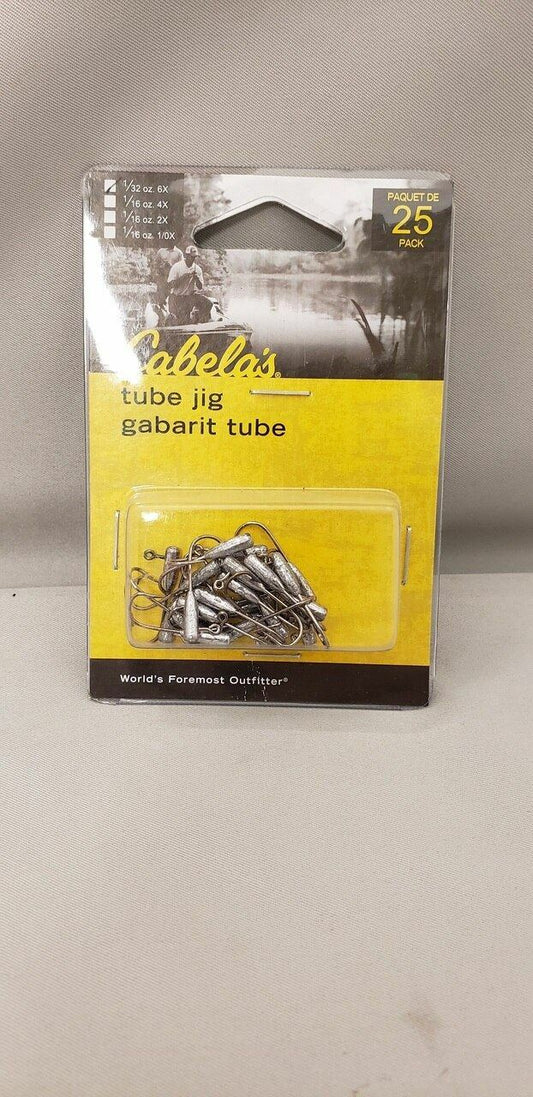 1/32 oz. 6X
1/16 oz. 4X
1/16 oz. 2X
1/16 oz. 1/0X
PAQUET DE
25
PACK
Cabela's®
tube jig
gabarit tube
World's Foremost Outfitter®